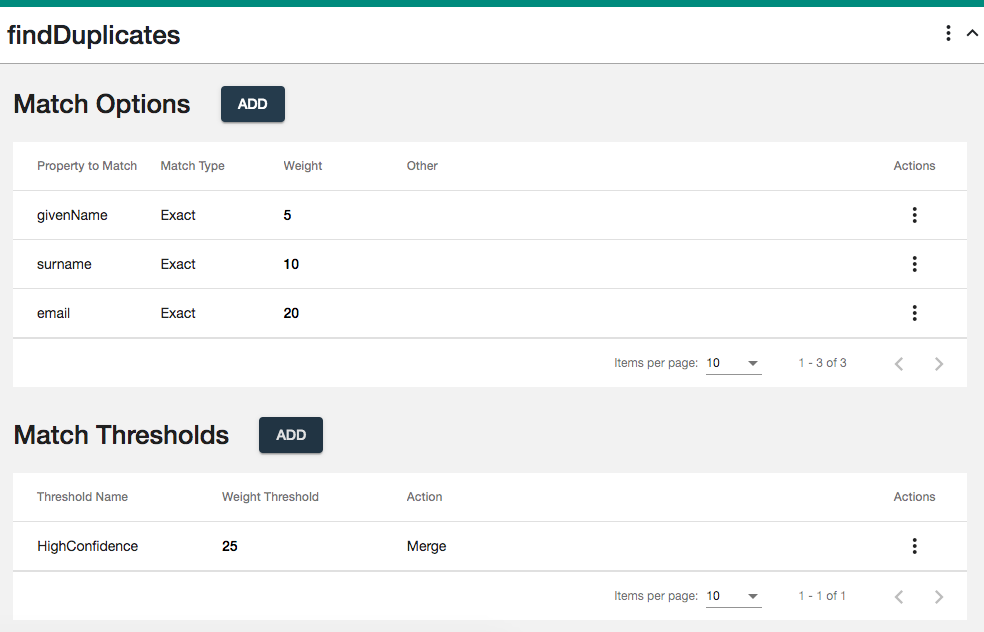 findDuplicates
Match Options ADD
Property to Match Match Type Weight Other Actions
givenName Exact 5
surname Exact 10
email Exact 20
Items per page: 10 1 - 3 of 3
Match Thresholds ADD
Threshold Name Weight Threshold Action Actions
HighConfidence 25 Merge
Items per page: 10 1 - 1 of 1